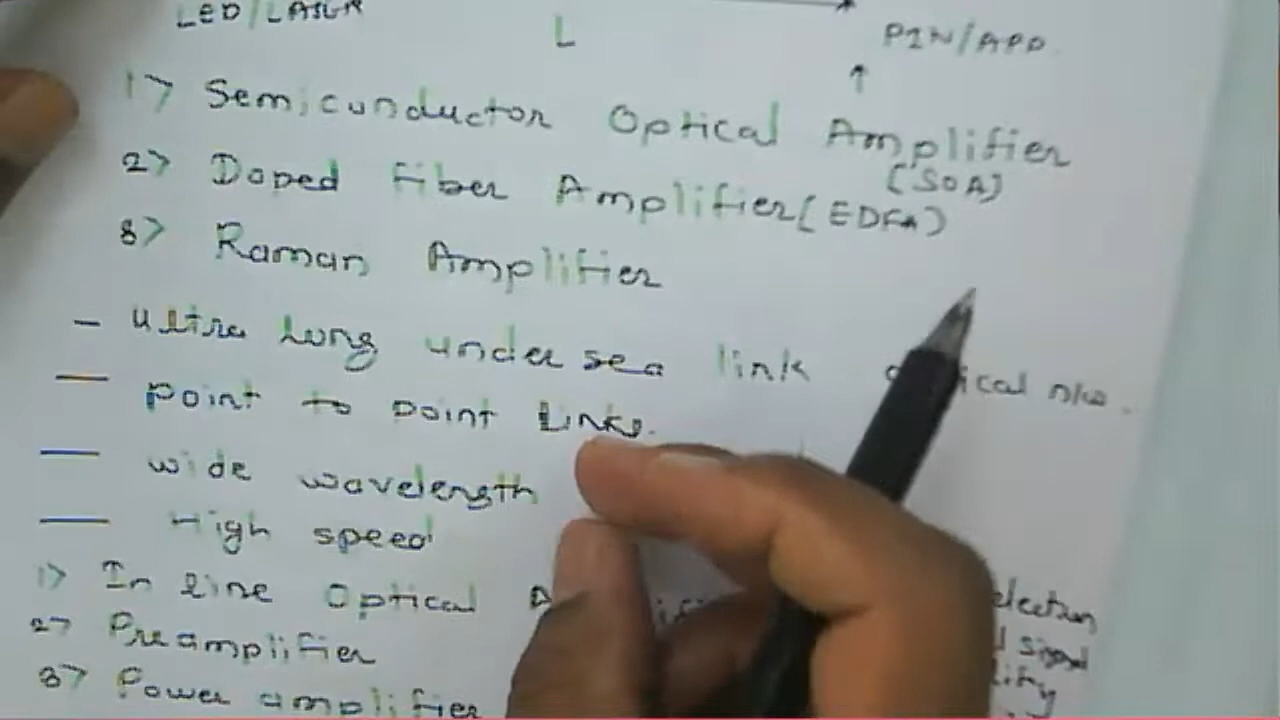 LED/LASER
L
PIN/APD
1> Semiconductor Optical Amplifier
(SOA)
2> Doped fiber Amplifier (EDFA)
3> Raman Amplifier
- Ultra Long undersea link n/w.
- point to point Links.
- wide wavelength
- High speed
1> In line Optical
2> Preamplifier
3> Power amplifier
signal